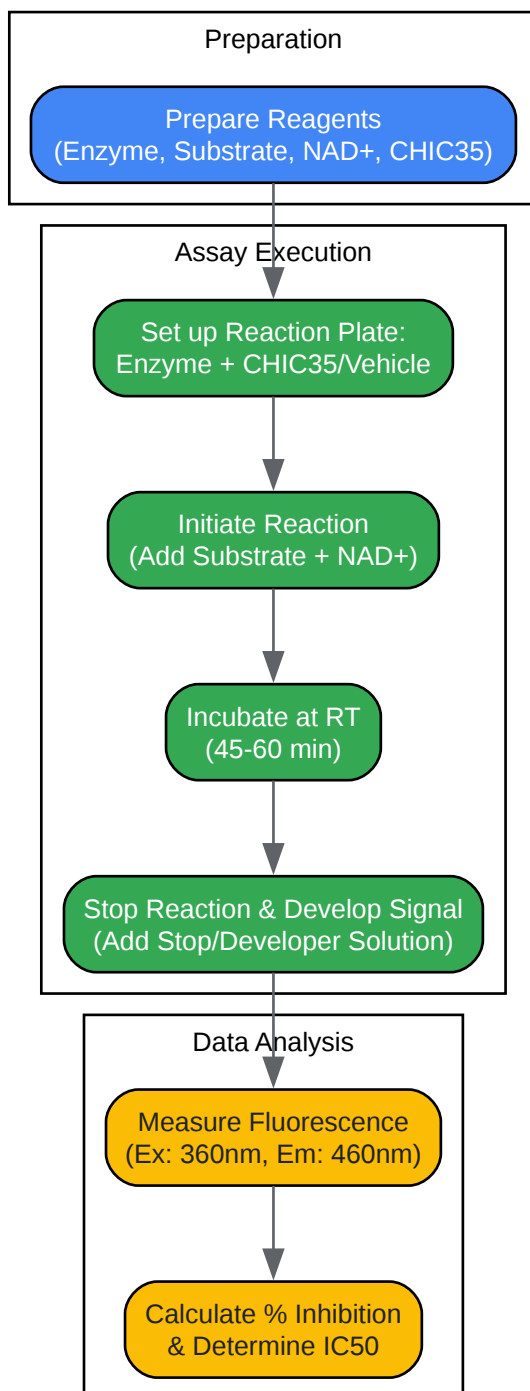 Preparation
Prepare Reagents
(Enzyme, Substrate, NAD+, CHIC35)
Assay Execution
Set up Reaction Plate:
Enzyme + CHIC35/Vehicle
Initiate Reaction
(Add Substrate + NAD+)
Incubate at RT
(45-60 min)
Stop Reaction & Develop Signal
(Add Stop/Developer Solution)
Data Analysis
Measure Fluorescence
(Ex: 360nm, Em: 460nm)
Calculate % Inhibition
& Determine IC50